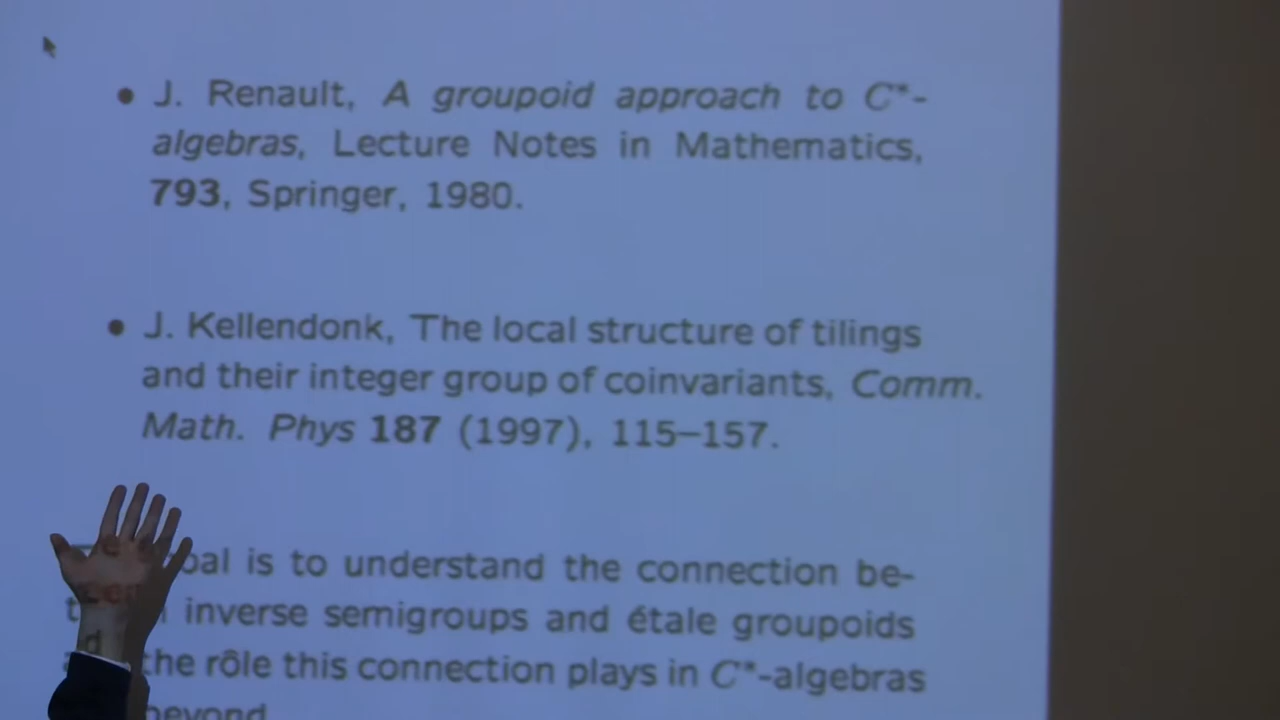 • J. Renault, A groupoid approach to C*-
algebras, Lecture Notes in Mathematics,
793, Springer, 1980.
• J. Kellendonk, The local structure of tilings
and their integer group of coinvariants, Comm.
Math. Phys 187 (1997), 115–157.
is to understand the connection be-
inverse semigroups and étale groupoids
the rôle this connection plays in C*-algebras
beyond